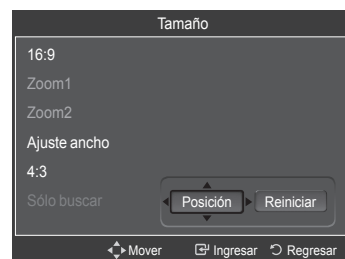 Tamaño
16:9
Zoom1
Zoom2
Ajuste ancho
4:3
Sólo buscar
Posición Reiniciar
Mover Ingresar Regresar